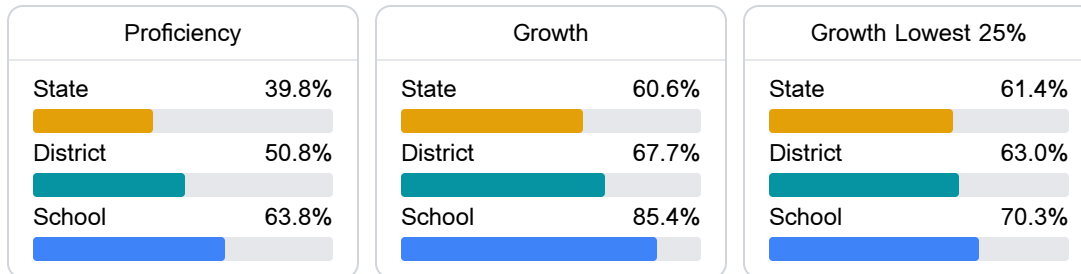 Proficiency
State 39.8%
District 50.8%
School 63.8%
Growth
State 60.6%
District 67.7%
School 85.4%
Growth Lowest 25%
State 61.4%
District 63.0%
School 70.3%